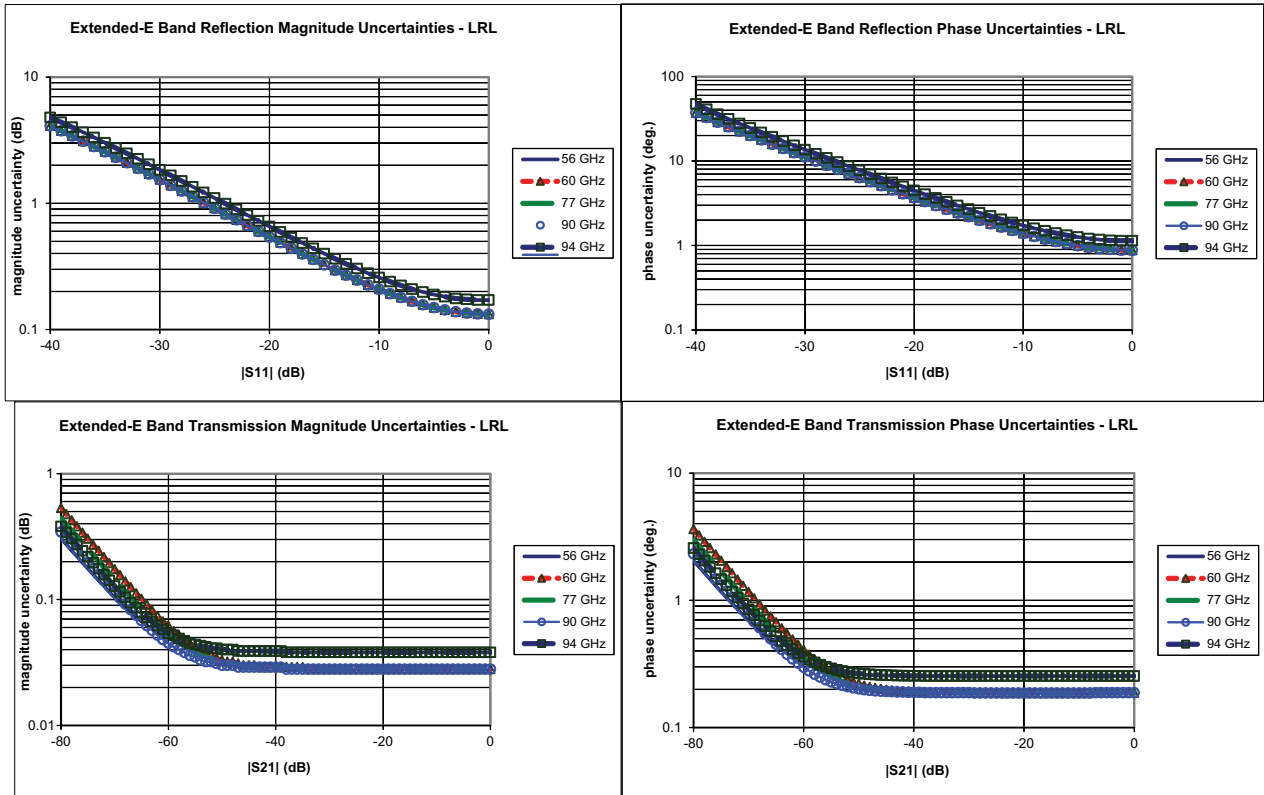 Extended-E Band Reflection Magnitude Uncertainties - LRL
magnitude uncertainty (dB)
10
1
0.1
-40
-30
-20
-10
0
|S11| (dB)
56 GHz
60 GHz
77 GHz
90 GHz
94 GHz
Extended-E Band Reflection Phase Uncertainties - LRL
phase uncertainty (deg.)
100
10
1
0.1
-40
-30
-20
-10
0
|S11| (dB)
56 GHz
60 GHz
77 GHz
90 GHz
94 GHz
Extended-E Band Transmission Magnitude Uncertainties - LRL
magnitude uncertainty (dB)
1
0.1
0.01
-80
-60
-40
-20
0
|S21| (dB)
56 GHz
60 GHz
77 GHz
90 GHz
94 GHz
Extended-E Band Transmission Phase Uncertainties - LRL
phase uncertainty (deg.)
10
1
0.1
-80
-60
-40
-20
0
|S21| (dB)
56 GHz
60 GHz
77 GHz
90 GHz
94 GHz